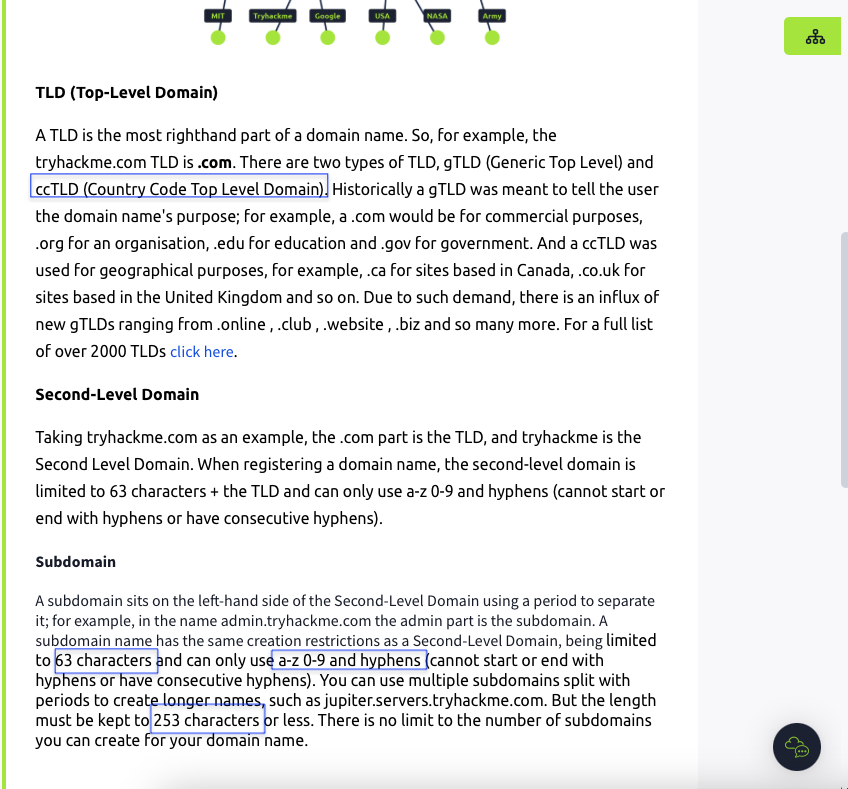 MIT Tryhackme Google USA NASA Army
TLD (Top-Level Domain)
A TLD is the most righthand part of a domain name. So, for example, the
tryhackme.com TLD is .com. There are two types of TLD, gTLD (Generic Top Level) and
ccTLD (Country Code Top Level Domain). Historically a gTLD was meant to tell the user
the domain name's purpose; for example, a .com would be for commercial purposes,
.org for an organisation, .edu for education and .gov for government. And a ccTLD was
used for geographical purposes, for example, .ca for sites based in Canada, .co.uk for
sites based in the United Kingdom and so on. Due to such demand, there is an influx of
new gTLDs ranging from .online , .club , .website , .biz and so many more. For a full list
of over 2000 TLDs click here.
Second-Level Domain
Taking tryhackme.com as an example, the .com part is the TLD, and tryhackme is the
Second Level Domain. When registering a domain name, the second-level domain is
limited to 63 characters + the TLD and can only use a-z 0-9 and hyphens (cannot start or
end with hyphens or have consecutive hyphens).
Subdomain
A subdomain sits on the left-hand side of the Second-Level Domain using a period to separate
it; for example, in the name admin.tryhackme.com the admin part is the subdomain. A
subdomain name has the same creation restrictions as a Second-Level Domain, being limited
to 63 characters and can only use a-z 0-9 and hyphens (cannot start or end with
hyphens or have consecutive hyphens). You can use multiple subdomains split with
periods to create longer names, such as jupiter.servers.tryhackme.com. But the length
must be kept to 253 characters or less. There is no limit to the number of subdomains
you can create for your domain name.